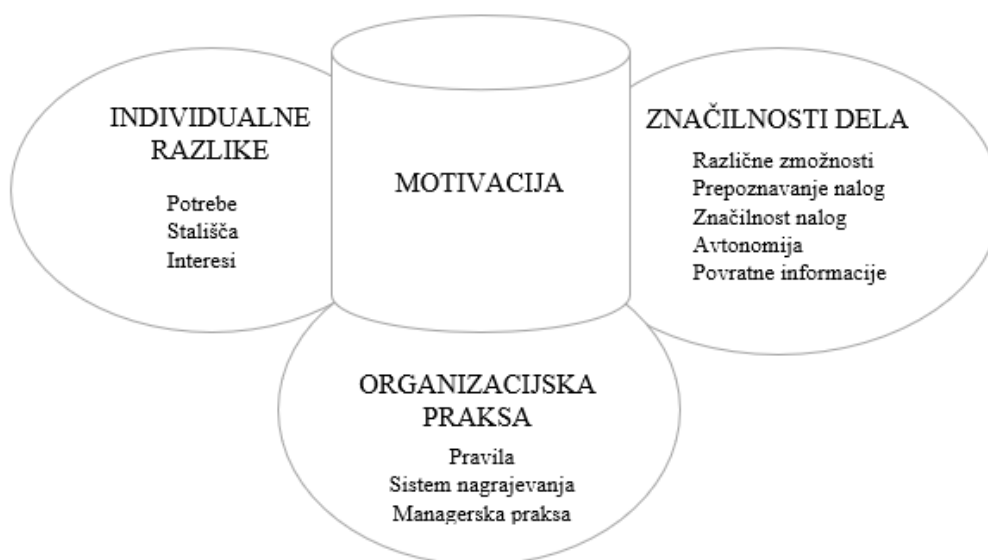 INDIVIDUALNE
RAZLIKE
Potrebe
Stališča
Interesi
MOTIVACIJA
ZNAČILNOSTI DELA
Različne zmožnosti
Prepoznavanje nalog
Značilnost nalog
Avtonomija
Povratne informacije
ORGANIZACIJSKA
PRAKSA
Pravila
Sistem nagrajevanja
Managerska praksa